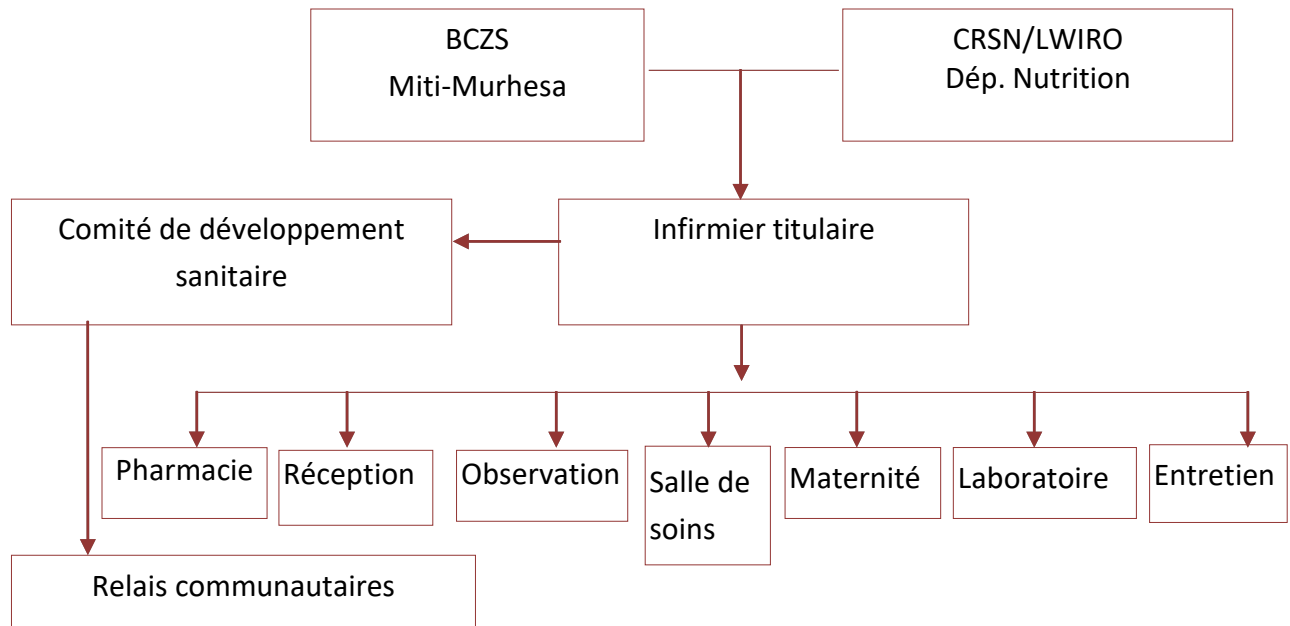 BCZS
Miti-Murhesa
CRSN/LWIRO
Dép. Nutrition
Comité de développement
sanitaire
Infirmier titulaire
Pharmacie
Réception
Observation
Salle de
soins
Maternité
Laboratoire
Entretien
Relais communautaires